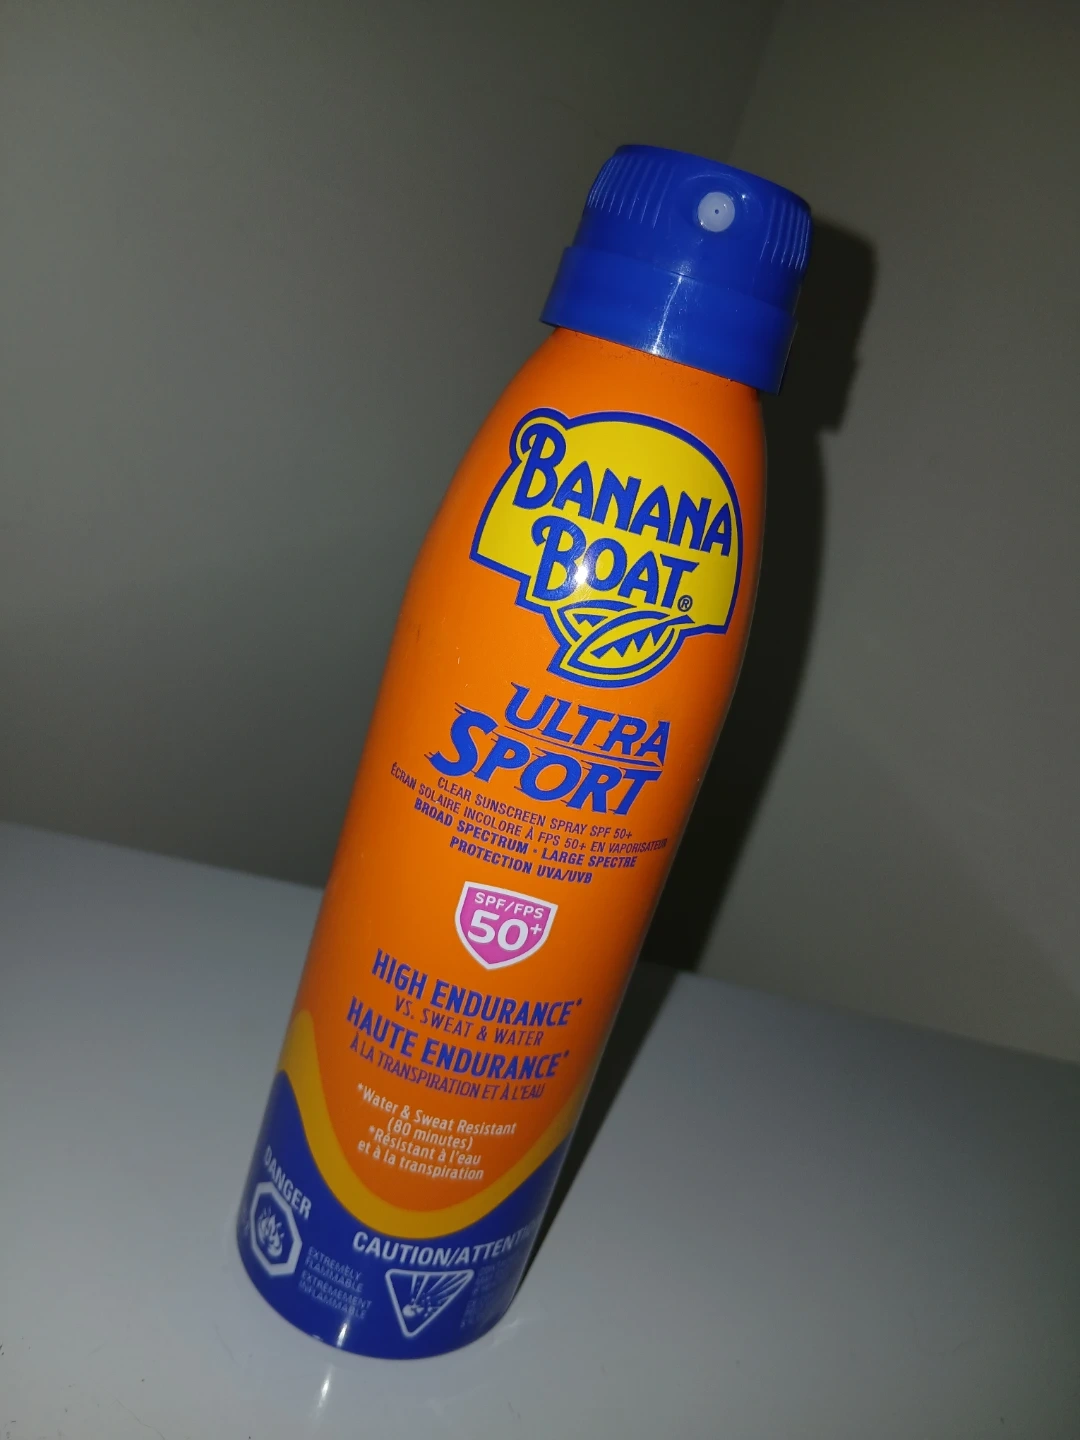 BANANA
BOAT®
ULTRA
SPORT
CLEAR SUNSCREEN SPRAY SPF 50+
ÉCRAN SOLAIRE INCOLORE À FPS 50+ EN VAPORISATEUR
BROAD SPECTRUM • LARGE SPECTRE
PROTECTION UVA/UVB
SPF/FPS
50+
HIGH ENDURANCE*
VS. SWEAT & WATER
HAUTE ENDURANCE*
À LA TRANSPIRATION ET À L'EAU
*Water & Sweat Resistant
(80 minutes)
*Résistant à l'eau
et à la transpiration
DANGER
EXTREMELY
FLAMMABLE
EXTRÊMEMENT
INFLAMMABLE
CAUTION/ATTENTI